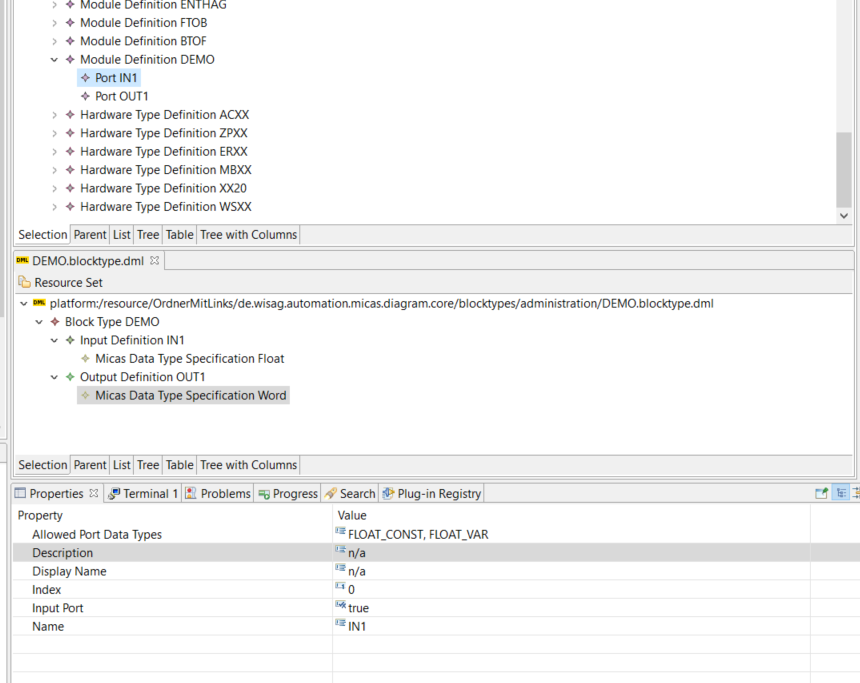 Module Definition ENTHAG
Module Definition FTOB
Module Definition BTOF
Module Definition DEMO
Port IN1
Port OUT1
Hardware Type Definition ACXX
Hardware Type Definition ZPXX
Hardware Type Definition ERXX
Hardware Type Definition MBXX
Hardware Type Definition XX20
Hardware Type Definition WSXX
Selection Parent List Tree Table Tree with Columns
DML DEMO.blocktype.dml
Resource Set
DML platform:/resource/OrdnerMitLinks/de.wisag.automation.micas.diagram.core/blocktypes/administration/DEMO.blocktype.dml
Block Type DEMO
Input Definition IN1
Micas Data Type Specification Float
Output Definition OUT1
Micas Data Type Specification Word
Selection Parent List Tree Table Tree with Columns
Properties Terminal 1 Problems Progress Search Plug-in Registry
Property Value
Allowed Port Data Types FLOAT_CONST, FLOAT_VAR
Description n/a
Display Name n/a
Index 0
Input Port true
Name IN1